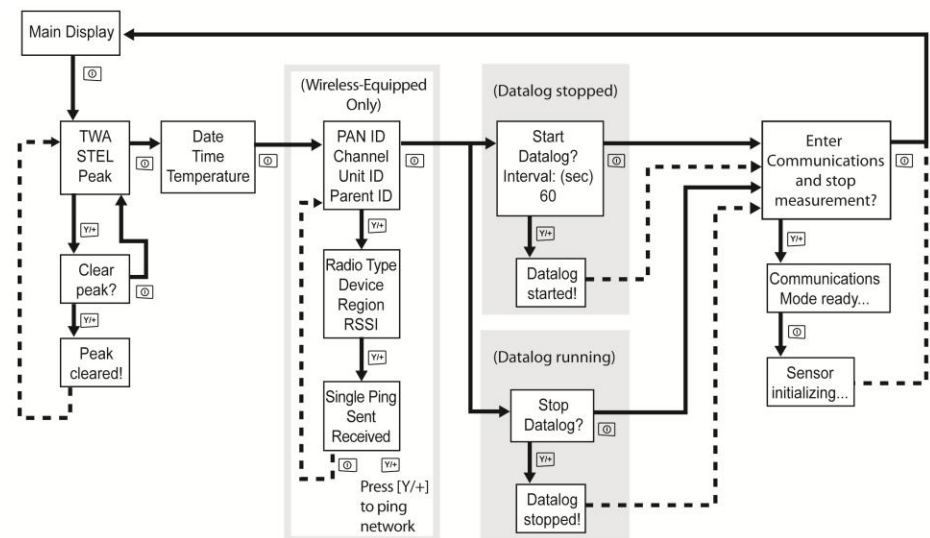 Main Display
TWA
STEL
Peak
Y/+
Clear
peak?
Y/+
Peak
cleared!
Date
Time
Temperature
(Wireless-Equipped
Only)
PAN ID
Channel
Unit ID
Parent ID
Y/+
Radio Type
Device
Region
RSSI
Y/+
Single Ping
Sent
Received
Y/+
Press [Y/+]
to ping
network
(Datalog stopped)
Start
Datalog?
Interval: (sec)
60
Y/+
Datalog
started!
(Datalog running)
Stop
Datalog?
Y/+
Datalog
stopped!
Enter
Communications
and stop
measurement?
Y/+
Communications
Mode ready...
Sensor
initializing...